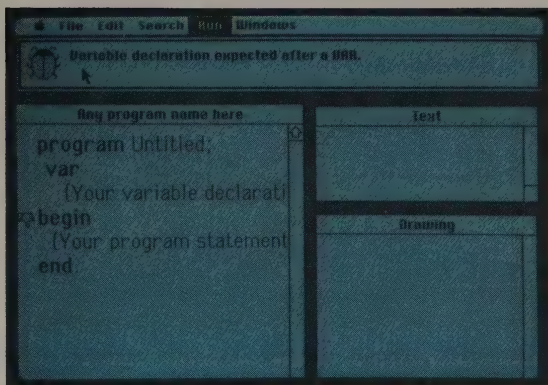 File Edit Search Run Windows
Variable declaration expected after a VAR.
Any program name here
program Untitled;
var
{Your variable declarati
begin
{Your program statement
end
Text
Drawing